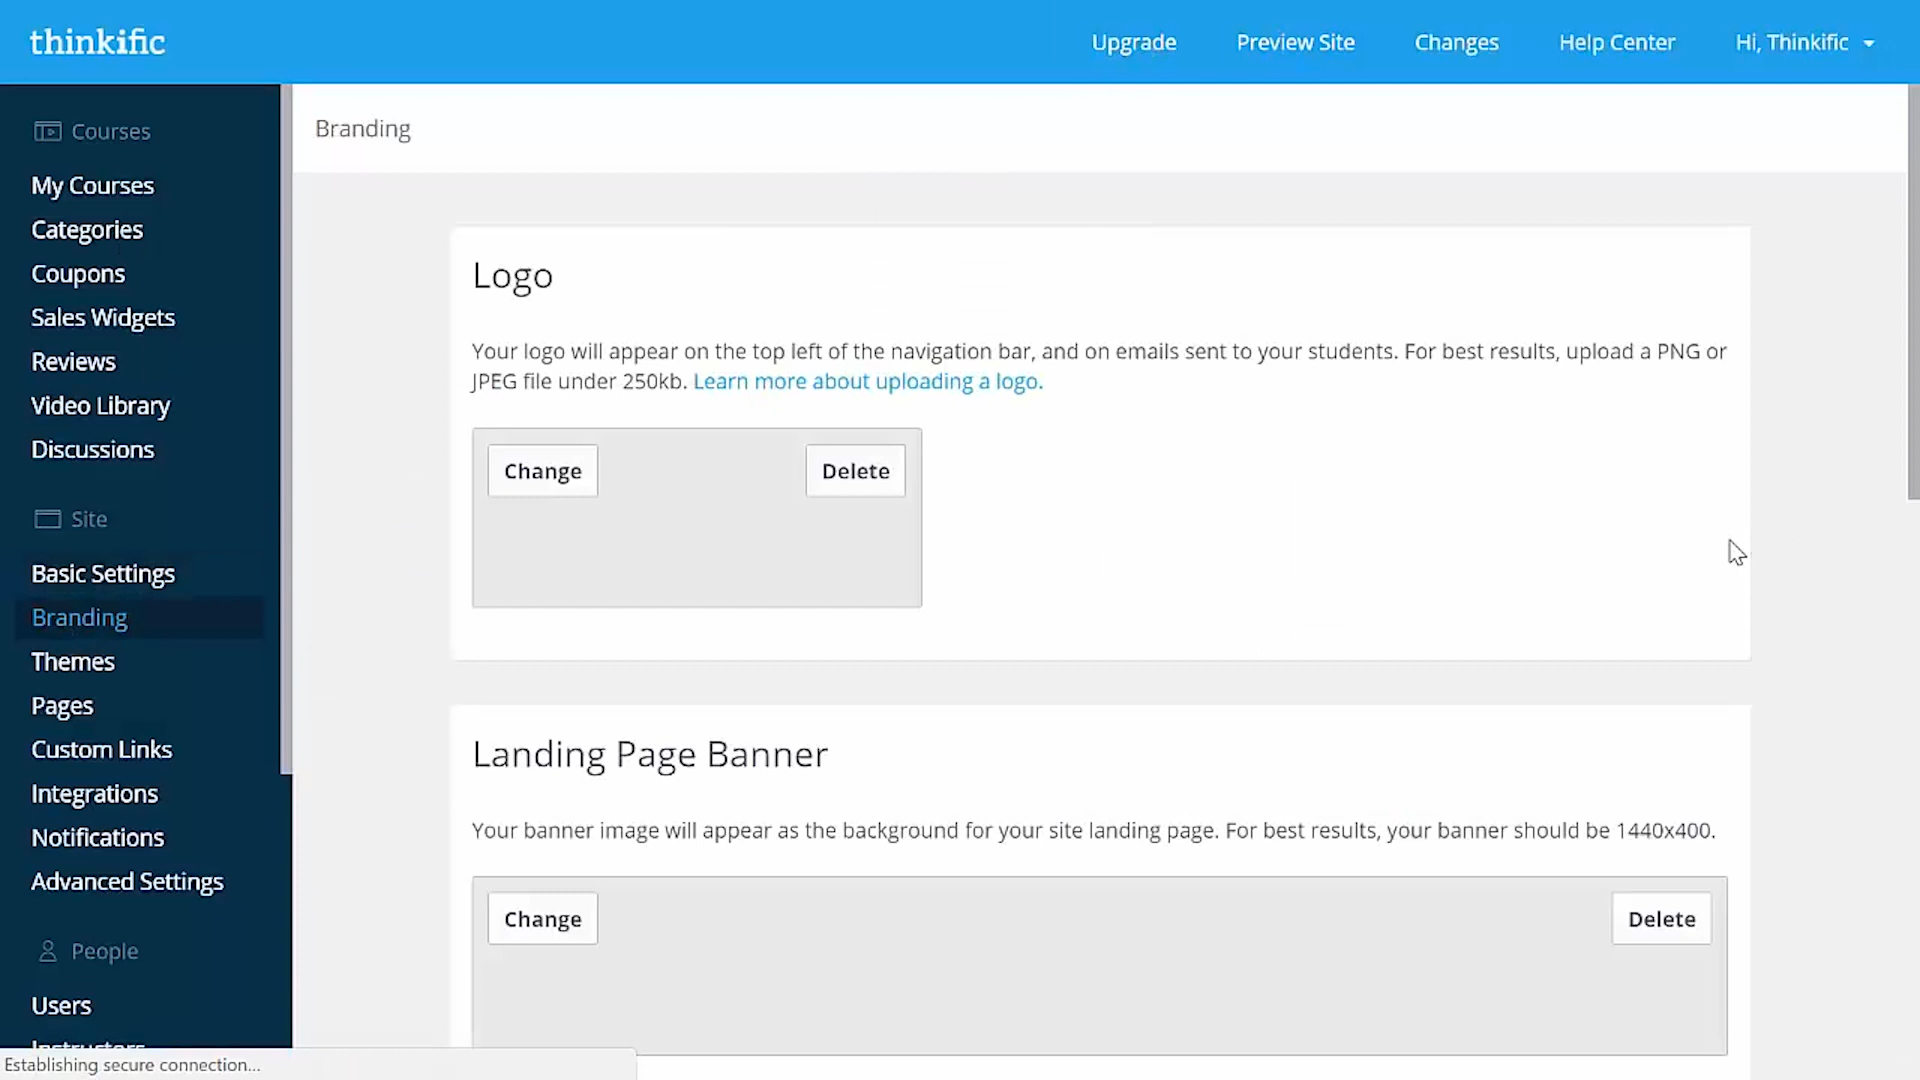 thinkific
Upgrade
Preview Site
Changes
Help Center
Hi, Thinkific
Courses
My Courses
Categories
Coupons
Sales Widgets
Reviews
Video Library
Discussions
Site
Basic Settings
Branding
Themes
Pages
Custom Links
Integrations
Notifications
Advanced Settings
People
Users
Instructors
Establishing secure connection...
Branding
Logo
Your logo will appear on the top left of the navigation bar, and on emails sent to your students. For best results, upload a PNG or
JPEG file under 250kb. Learn more about uploading a logo.
Change
Delete
Landing Page Banner
Your banner image will appear as the background for your site landing page. For best results, your banner should be 1440x400.
Change
Delete